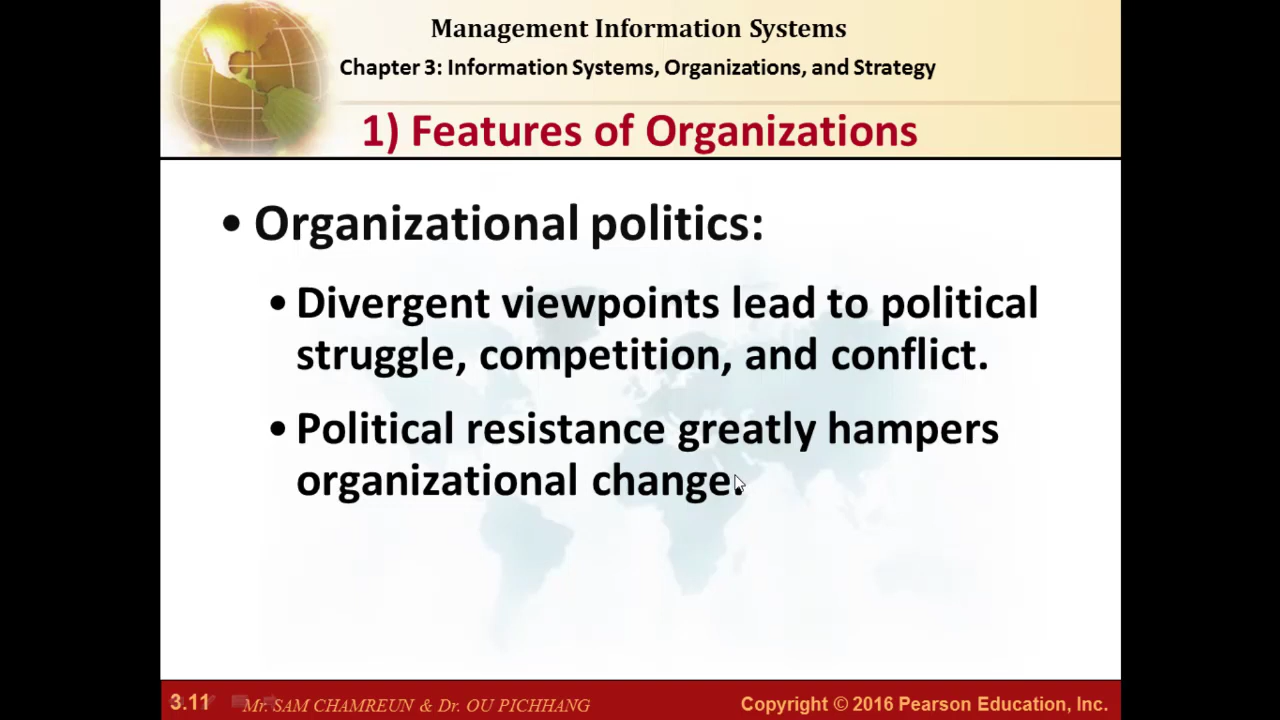 Management Information Systems
Chapter 3: Information Systems, Organizations, and Strategy
1) Features of Organizations
• Organizational politics:
• Divergent viewpoints lead to political
struggle, competition, and conflict.
• Political resistance greatly hampers
organizational change.
3.11 Mr. SAM CHAMREUN & Dr. OU PICHHANG Copyright © 2016 Pearson Education, Inc.